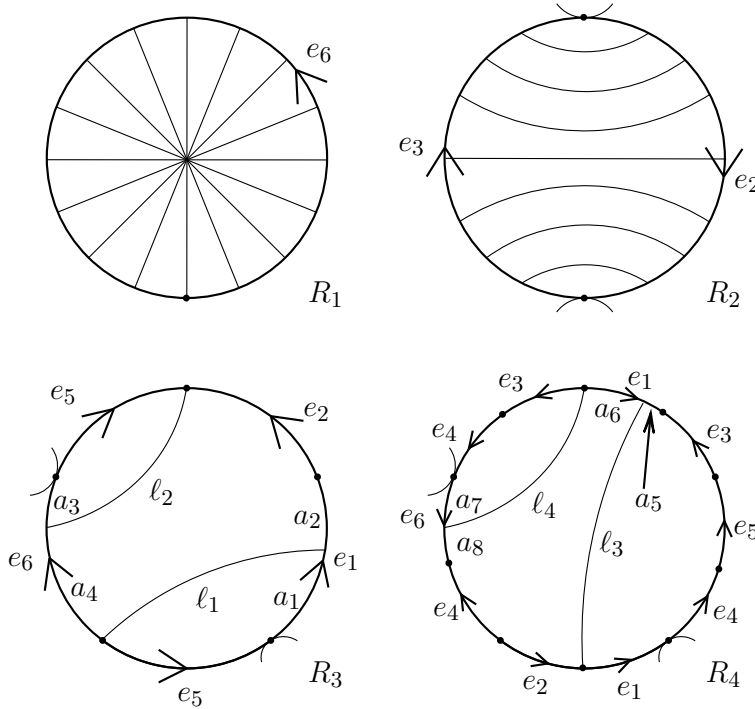 e₆
R₁
e₃
e₂
R₂
e₅
e₂
a₃
ℓ₂
a₂
e₆
a₄
ℓ₁
a₁
e₁
e₅
R₃
e₃
e₁
a₆
e₄
e₃
a₇
ℓ₄
a₅
e₆
a₈
ℓ₃
e₅
e₄
e₄
e₂
e₁
R₄